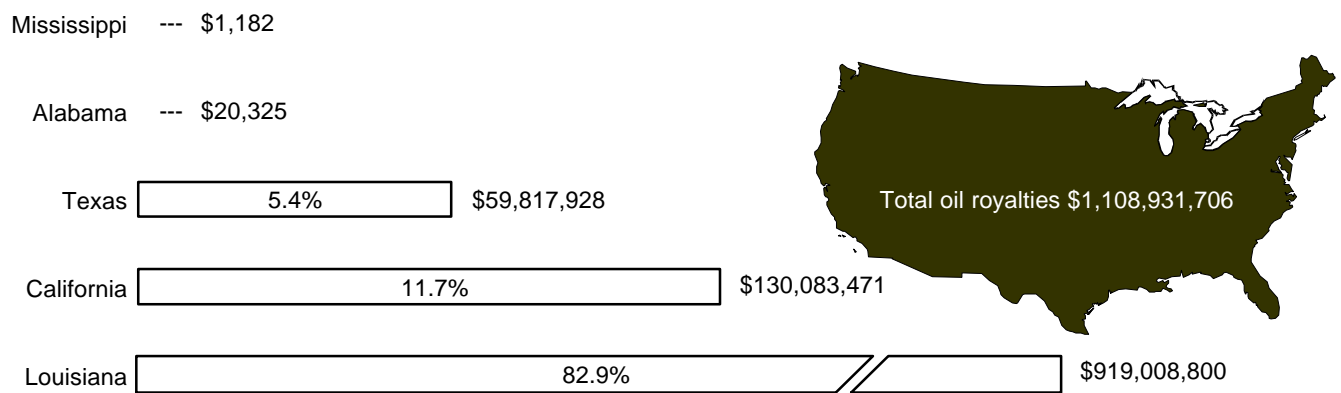 Mississippi --- $1,182
Alabama --- $20,325
Texas 5.4% $59,817,928
Total oil royalties $1,108,931,706
California 11.7% $130,083,471
Louisiana 82.9% $919,008,800